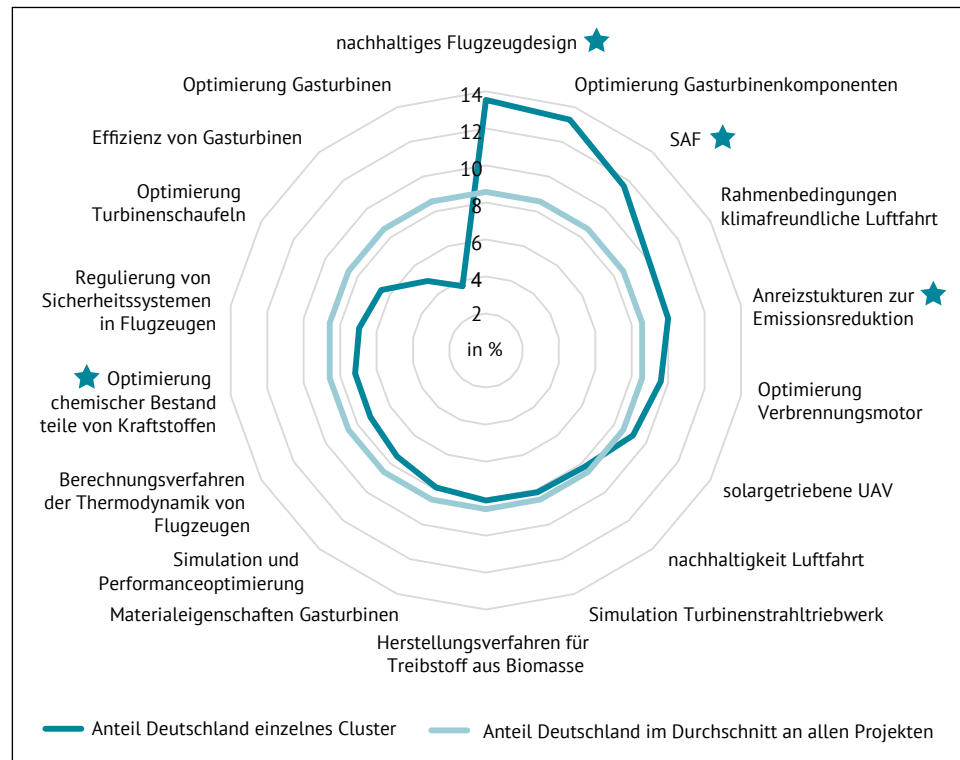 nachhaltiges Flugzeugdesign
Optimierung Gasturbinen
Optimierung Gasturbinenkomponenten
Effizienz von Gasturbinen
SAF
Optimierung
Turbinenschaufeln
Rahmenbedingungen
klimafreundliche Luftfahrt
Regulierung von
Sicherheitssystemen
in Flugzeugen
Anreizstukturen zur
Emissionsreduktion
Optimierung
chemischer Bestand
teile von Kraftstoffen
Optimierung
Verbrennungsmotor
Berechnungsverfahren
der Thermodynamik von
Flugzeugen
solargetriebene UAV
Simulation und
Performanceoptimierung
nachhaltigkeit Luftfahrt
Materialeigenschaften Gasturbinen
Simulation Turbinenstrahltriebwerk
Herstellungsverfahren für
Treibstoff aus Biomasse
14
12
10
8
6
4
2
in %
Anteil Deutschland einzelnes Cluster
Anteil Deutschland im Durchschnitt an allen Projekten